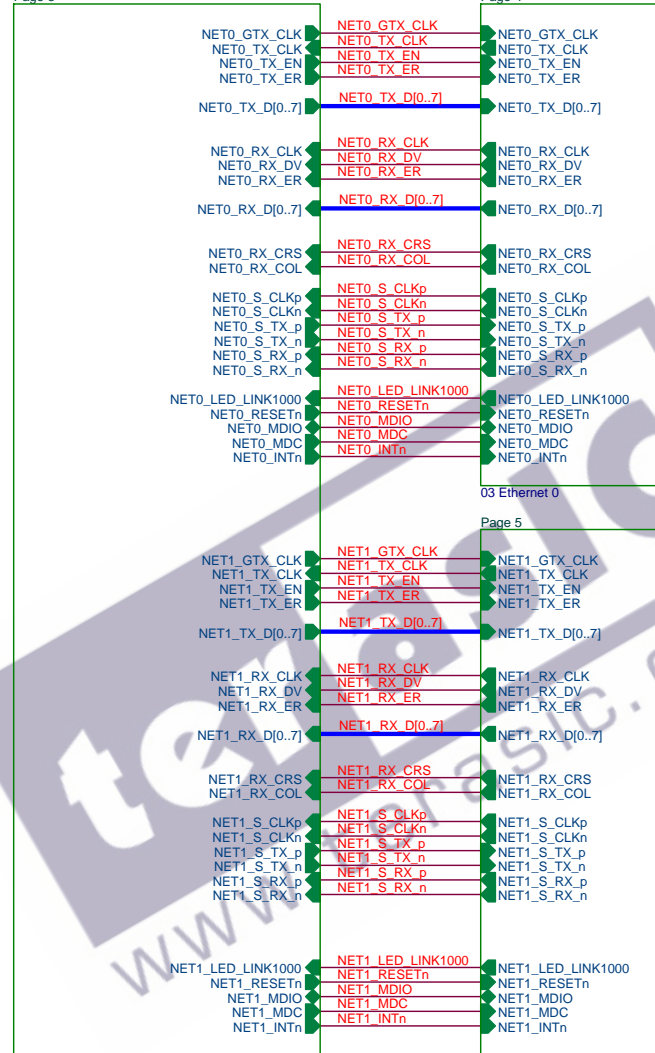 NET0_GTX_CLK NET0_GTX_CLK NET0_GTX_CLK
NET0_TX_CLK NET0_TX_CLK NET0_TX_CLK
NET0_TX_EN NET0_TX_EN NET0_TX_EN
NET0_TX_ER NET0_TX_ER NET0_TX_ER
NET0_TX_D[0..7] NET0_TX_D[0..7] NET0_TX_D[0..7]
NET0_RX_CLK NET0_RX_CLK NET0_RX_CLK
NET0_RX_DV NET0_RX_DV NET0_RX_DV
NET0_RX_ER NET0_RX_ER NET0_RX_ER
NET0_RX_D[0..7] NET0_RX_D[0..7] NET0_RX_D[0..7]
NET0_RX_CRS NET0_RX_CRS NET0_RX_CRS
NET0_RX_COL NET0_RX_COL NET0_RX_COL
NET0_S_CLKp NET0_S_CLKp NET0_S_CLKp
NET0_S_CLKn NET0_S_CLKn NET0_S_CLKn
NET0_S_TX_p NET0_S_TX_p NET0_S_TX_p
NET0_S_TX_n NET0_S_TX_n NET0_S_TX_n
NET0_S_RX_p NET0_S_RX_p NET0_S_RX_p
NET0_S_RX_n NET0_S_RX_n NET0_S_RX_n
NET0_LED_LINK1000 NET0_LED_LINK1000 NET0_LED_LINK1000
NET0_RESETn NET0_RESETn NET0_RESETn
NET0_MDIO NET0_MDIO NET0_MDIO
NET0_MDC NET0_MDC NET0_MDC
NET0_INTn NET0_INTn NET0_INTn
03 Ethernet 0
Page 5
NET1_GTX_CLK NET1_GTX_CLK NET1_GTX_CLK
NET1_TX_CLK NET1_TX_CLK NET1_TX_CLK
NET1_TX_EN NET1_TX_EN NET1_TX_EN
NET1_TX_ER NET1_TX_ER NET1_TX_ER
NET1_TX_D[0..7] NET1_TX_D[0..7] NET1_TX_D[0..7]
NET1_RX_CLK NET1_RX_CLK NET1_RX_CLK
NET1_RX_DV NET1_RX_DV NET1_RX_DV
NET1_RX_ER NET1_RX_ER NET1_RX_ER
NET1_RX_D[0..7] NET1_RX_D[0..7] NET1_RX_D[0..7]
NET1_RX_CRS NET1_RX_CRS NET1_RX_CRS
NET1_RX_COL NET1_RX_COL NET1_RX_COL
NET1_S_CLKp NET1_S_CLKp NET1_S_CLKp
NET1_S_CLKn NET1_S_CLKn NET1_S_CLKn
NET1_S_TX_p NET1_S_TX_p NET1_S_TX_p
NET1_S_TX_n NET1_S_TX_n NET1_S_TX_n
NET1_S_RX_p NET1_S_RX_p NET1_S_RX_p
NET1_S_RX_n NET1_S_RX_n NET1_S_RX_n
NET1_LED_LINK1000 NET1_LED_LINK1000 NET1_LED_LINK1000
NET1_RESETn NET1_RESETn NET1_RESETn
NET1_MDIO NET1_MDIO NET1_MDIO
NET1_MDC NET1_MDC NET1_MDC
NET1_INTn NET1_INTn NET1_INTn
terasic
www.terasic.